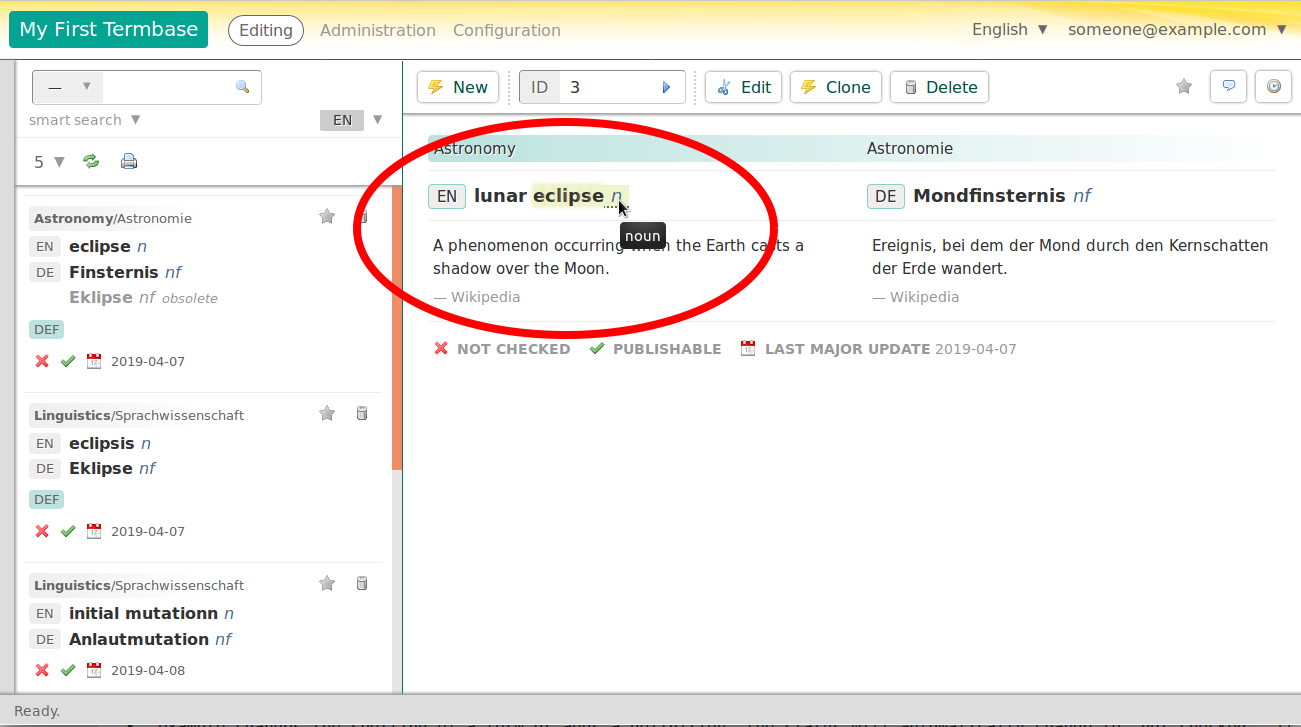 My First Termbase Editing Administration Configuration English ▼ someone@example.com ▼
—
smart search ▼ EN ▼
5 ▼
Astronomy/Astronomie
EN eclipse n
DE Finsternis nf
Eklipse nf obsolete
DEF
2019-04-07
Linguistics/Sprachwissenschaft
EN eclipsis n
DE Eklipse nf
DEF
2019-04-07
Linguistics/Sprachwissenschaft
EN initial mutationn n
DE Anlautmutation nf
2019-04-08
New ID 3 Edit Clone Delete
Astronomy Astronomie
EN lunar eclipse n
noun
A phenomenon occurring when the Earth casts a
shadow over the Moon.
— Wikipedia
DE Mondfinsternis nf
Ereignis, bei dem der Mond durch den Kernschatten
der Erde wandert.
— Wikipedia
NOT CHECKED PUBLISHABLE LAST MAJOR UPDATE 2019-04-07
Ready.